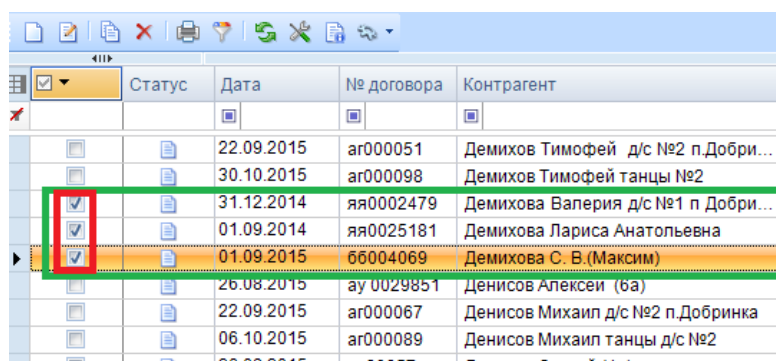 Статус Дата № договора Контрагент
22.09.2015 аг000051 Демихов Тимофей д/с №2 п.Добри...
30.10.2015 аг000098 Демихов Тимофей танцы №2
31.12.2014 яя0002479 Демихова Валерия д/с №1 п Добри...
01.09.2014 яя0025181 Демихова Лариса Анатольевна
01.09.2015 бб004069 Демихова С. В.(Максим)
26.08.2015 ау 0029851 Денисов Алексей (6а)
22.09.2015 аг000067 Денисов Михаил д/с №2 п.Добринка
06.10.2015 аг000089 Денисов Михаил танцы д/с №2